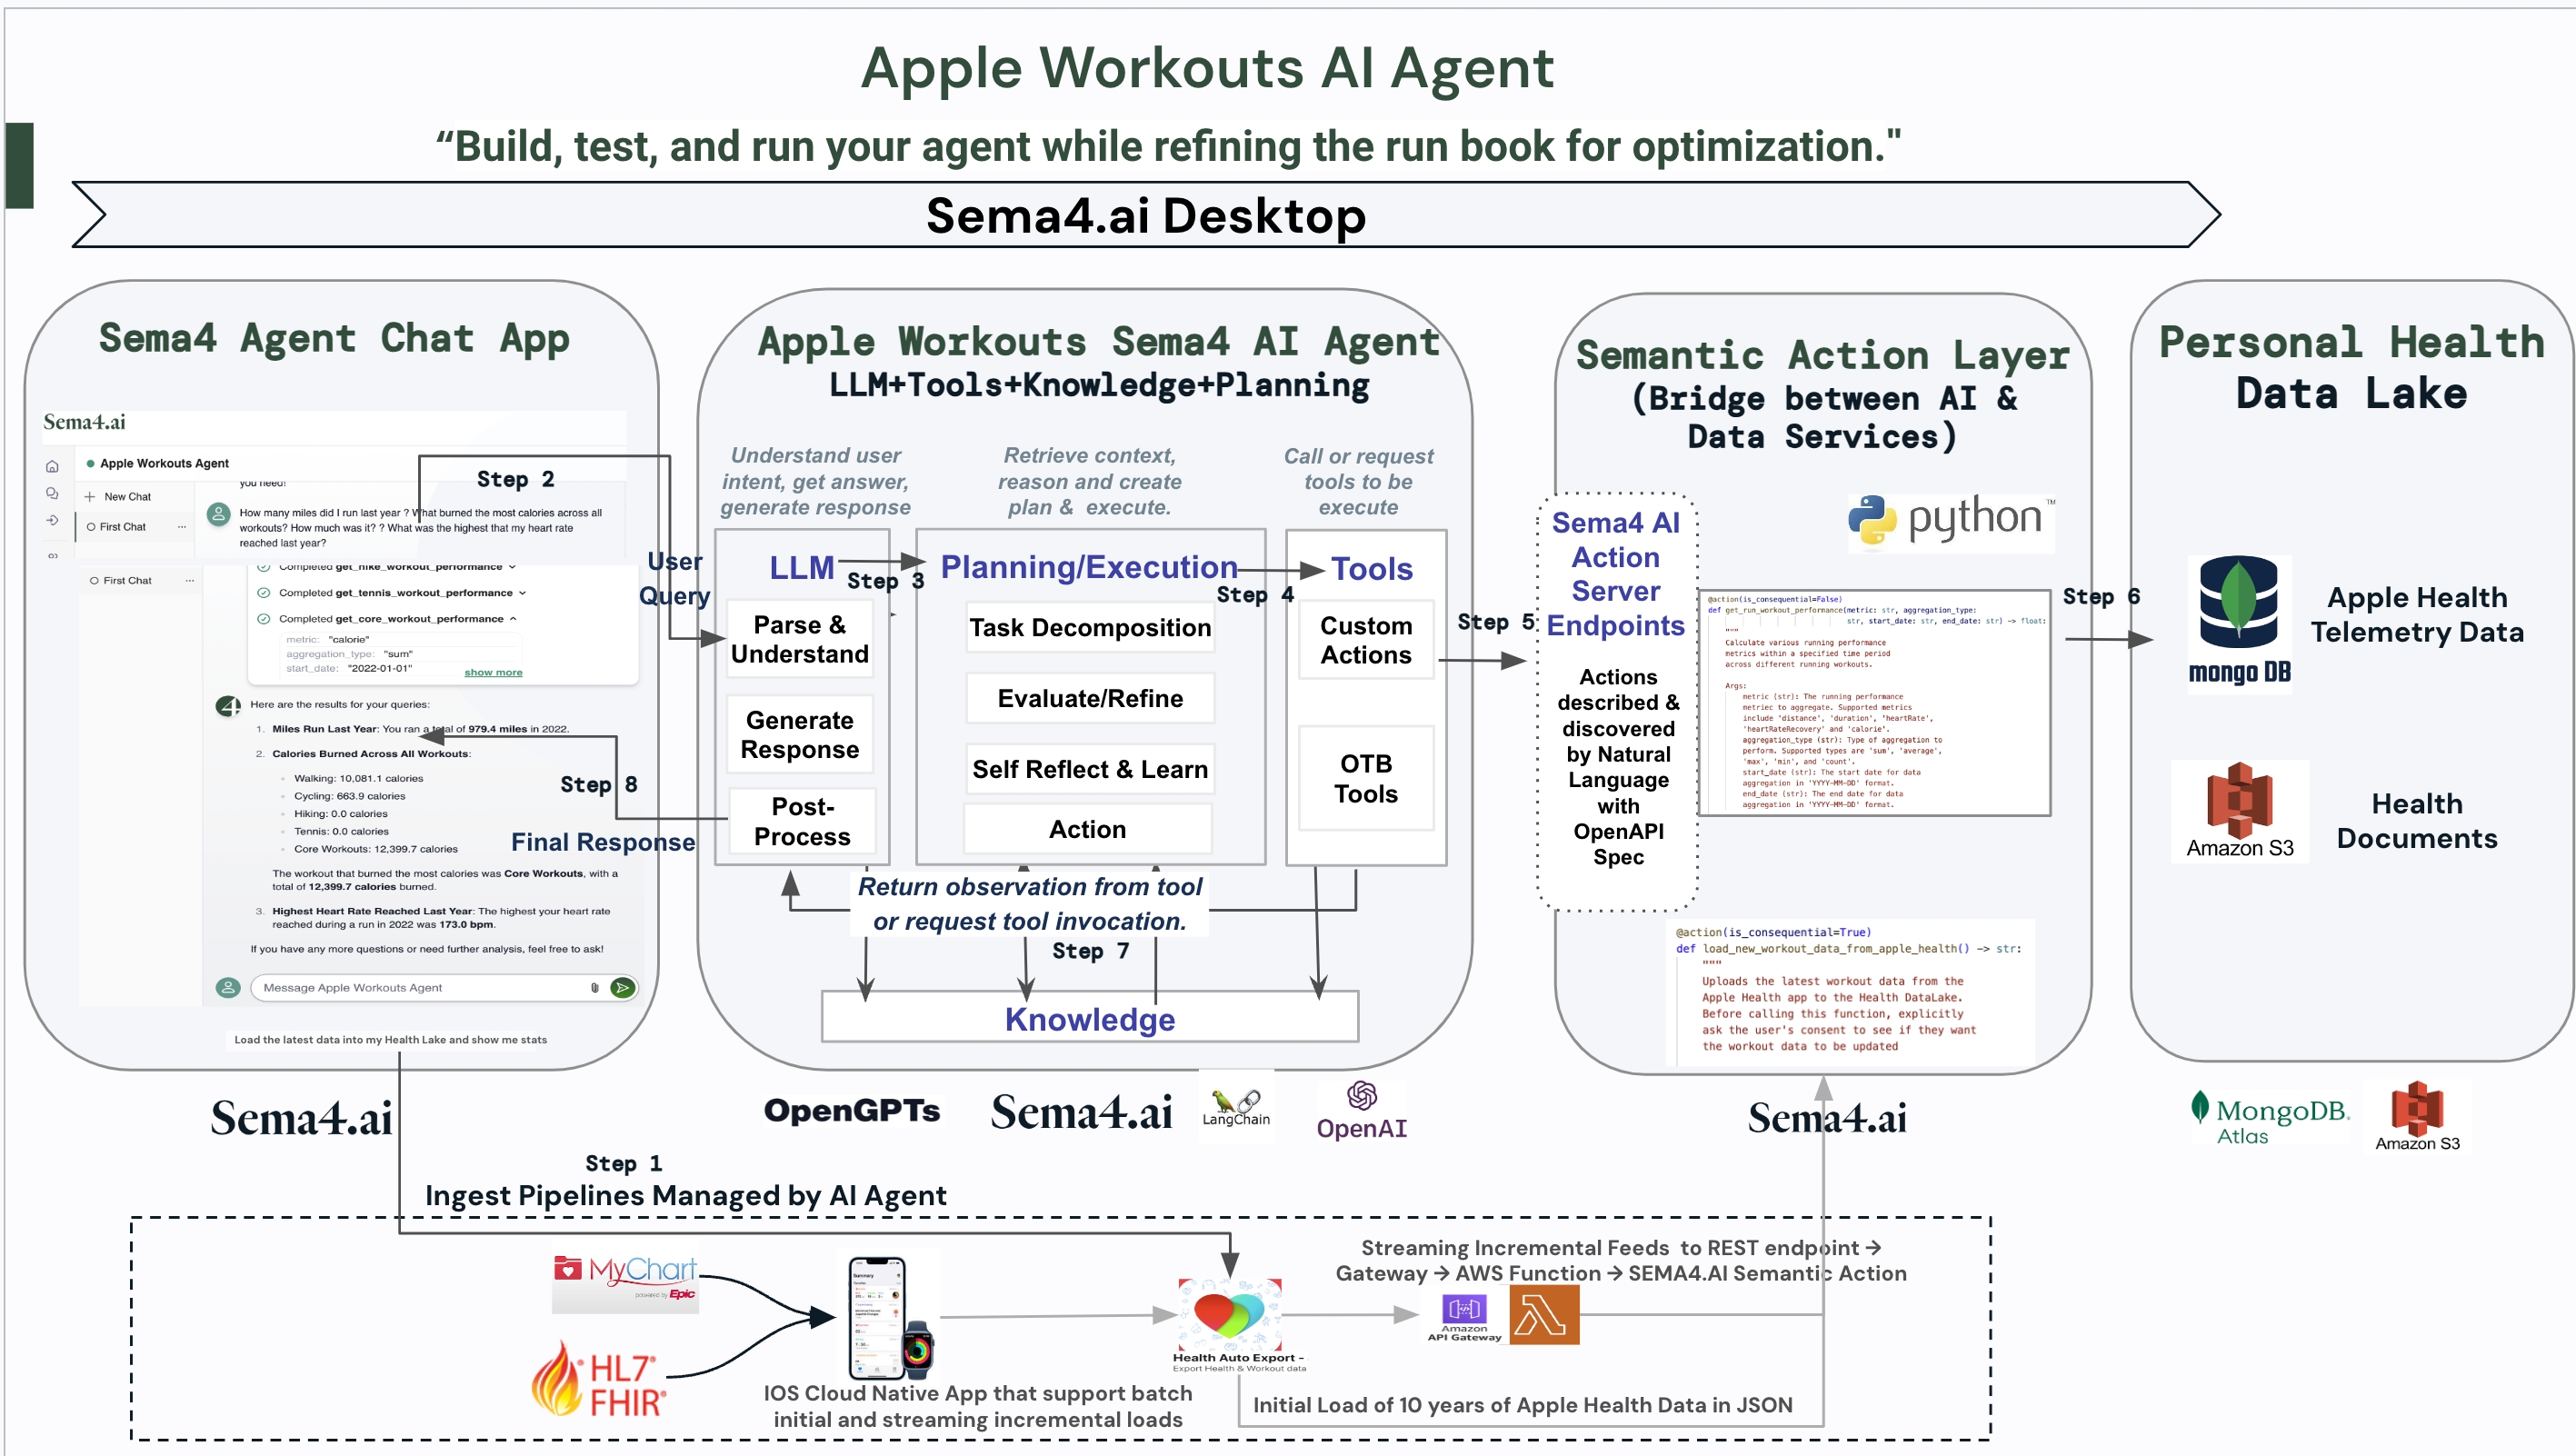 Apple Workouts AI Agent
“Build, test, and run your agent while refining the run book for optimization."
Sema4.ai Desktop
Sema4 Agent Chat App
Sema4.ai
Apple Workouts Agent
New Chat
First Chat ...
you need!
How many miles did I run last year ? What burned the most calories across all
workouts? How much was it? ? What was the highest that my heart rate
reached last year?
Step 2
First Chat ...
Completed get_hike_workout_performance
Completed get_tennis_workout_performance
Completed get_core_workout_performance
metric: "calorie"
aggregation_type: "sum"
start_date: "2022-01-01"
show more
Here are the results for your queries:
1. Miles Run Last Year: You ran a total of 979.4 miles in 2022.
2. Calories Burned Across All Workouts:
Walking: 10,081.1 calories
Cycling: 663.9 calories
Hiking: 0.0 calories
Tennis: 0.0 calories
Core Workouts: 12,399.7 calories
The workout that burned the most calories was Core Workouts, with a
total of 12,399.7 calories burned.
3. Highest Heart Rate Reached Last Year: The highest your heart rate
reached during a run in 2022 was 173.0 bpm.
If you have any more questions or need further analysis, feel free to ask!
Message Apple Workouts Agent
Load the latest data into my Health Lake and show me stats
Step 8
Final Response
User
Query
Sema4.ai
Apple Workouts Sema4 AI Agent
LLM+Tools+Knowledge+Planning
Understand user
intent, get answer,
generate response
Retrieve context,
reason and create
plan & execute.
Call or request
tools to be
execute
LLM
Step 3
Parse &
Understand
Generate
Response
Post-
Process
Planning/Execution
Step 4
Task Decomposition
Evaluate/Refine
Self Reflect & Learn
Action
Tools
Custom
Actions
OTB
Tools
Step 5
Return observation from tool
or request tool invocation.
Step 7
Knowledge
OpenGPTs
Sema4.ai
LangChain
OpenAI
Semantic Action Layer
(Bridge between AI &
Data Services)
python™
Sema4 AI
Action
Server
Endpoints
Actions
described &
discovered
by Natural
Language
with
OpenAPI
Spec
@action(is_consequential=False)
def get_run_workout_performance(metric: str, aggregation_type:
str, start_date: str, end_date: str) -> float:
"""
Calculate various running performance
metrics within a specified time period
across different running workouts.
Args:
metric (str): The running performance
metriec to aggregate. Supported metrics
include 'distance', 'duration', 'heartRate',
'heartRateRecovery' and 'calorie'.
aggregation_type (str): Type of aggregation to
perform. Supported types are 'sum', 'average',
'max', 'min', and 'count'.
start_date (str): The start date for data
aggregation in 'YYYY-MM-DD' format.
end_date (str): The end date for data
aggregation in 'YYYY-MM-DD' format.
@action(is_consequential=True)
def load_new_workout_data_from_apple_health() -> str:
"""
Uploads the latest workout data from the
Apple Health app to the Health DataLake.
Before calling this function, explicitly
ask the user's consent to see if they want
the workout data to be updated
Sema4.ai
Step 6
Personal Health
Data Lake
mongo DB
Apple Health
Telemetry Data
Amazon S3
Health
Documents
MongoDB.
Atlas
Amazon S3
Step 1
Ingest Pipelines Managed by AI Agent
MyChart
powered by Epic
HL7®
FHIR®
Summary
IOS Cloud Native App that support batch
initial and streaming incremental loads
Health Auto Export -
Export Health & Workout data
Streaming Incremental Feeds to REST endpoint →
Gateway → AWS Function → SEMA4.AI Semantic Action
Amazon
API Gateway
Initial Load of 10 years of Apple Health Data in JSON